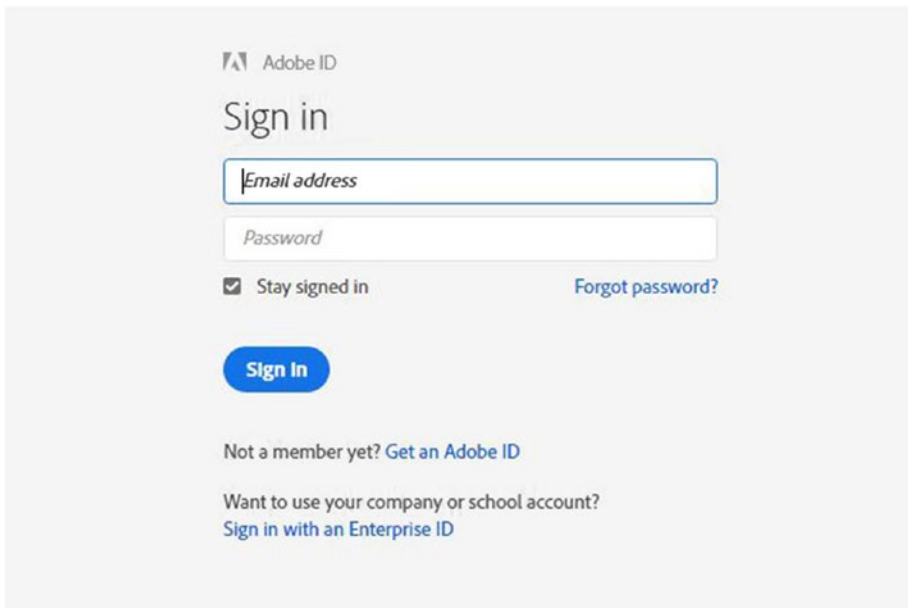 Adobe ID
Sign in
Email address
Password
Stay signed in Forgot password?
Sign In
Not a member yet? Get an Adobe ID
Want to use your company or school account?
Sign in with an Enterprise ID